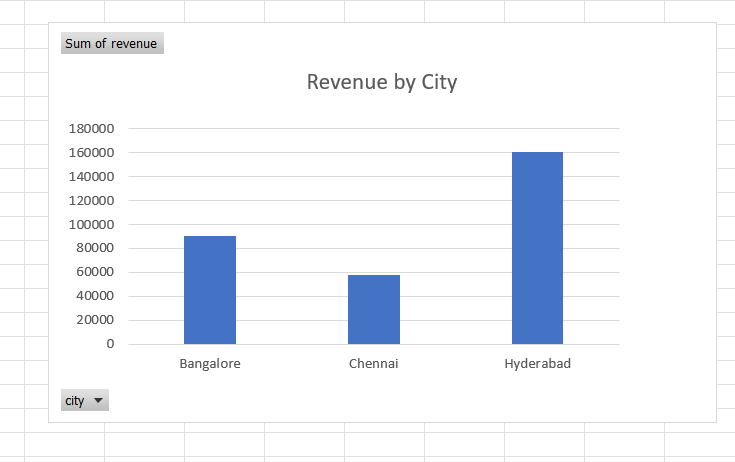 Sum of revenue
Revenue by City
180000
160000
140000
120000
100000
80000
60000
40000
20000
0
Bangalore Chennai Hyderabad
city